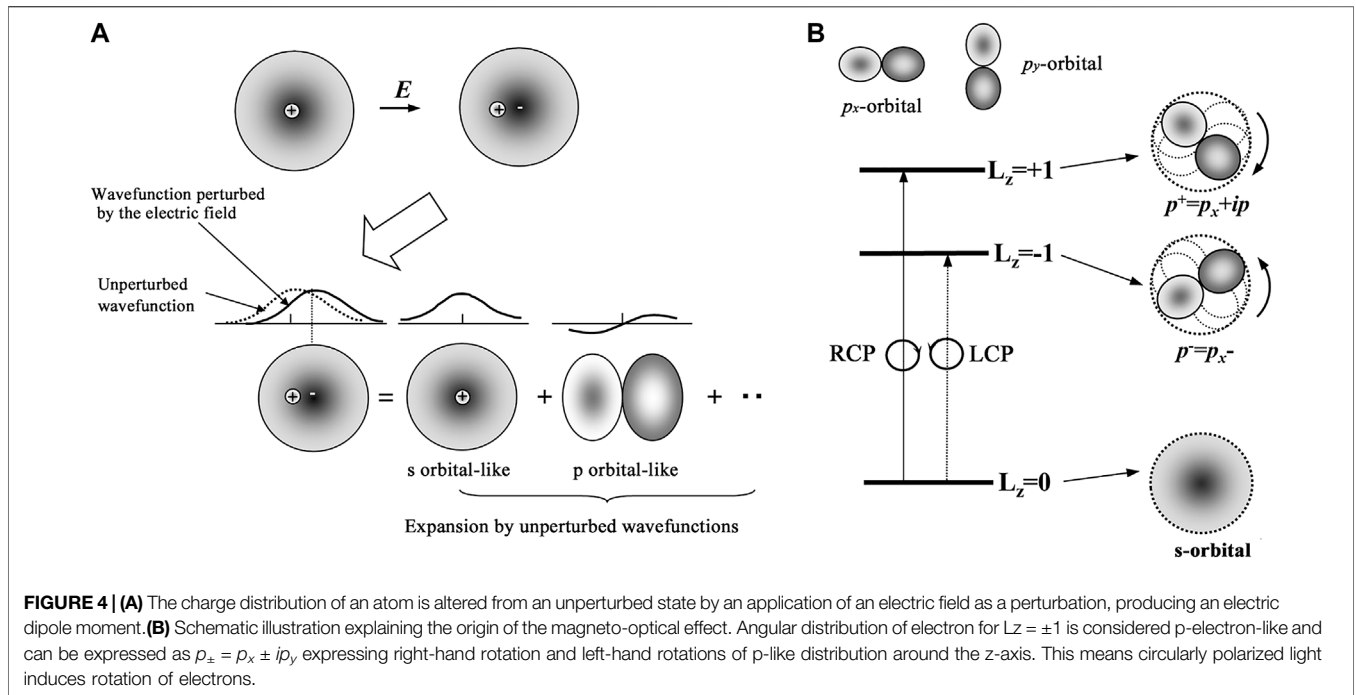 A
E
+
+
-
Wavefunction perturbed
by the electric field
Unperturbed
wavefunction
+
-
=
+
+
+
··
s orbital-like
p orbital-like
Expansion by unperturbed wavefunctions
B
px-orbital
py-orbital
Lz=+1
p+=px+ip
Lz=-1
p-=px-
RCP
LCP
Lz=0
s-orbital
FIGURE 4 | (A) The charge distribution of an atom is altered from an unperturbed state by an application of an electric field as a perturbation, producing an electric
dipole moment.(B) Schematic illustration explaining the origin of the magneto-optical effect. Angular distribution of electron for Lz = ±1 is considered p-electron-like and
can be expressed as p± = px ± ipy expressing right-hand rotation and left-hand rotations of p-like distribution around the z-axis. This means circularly polarized light
induces rotation of electrons.